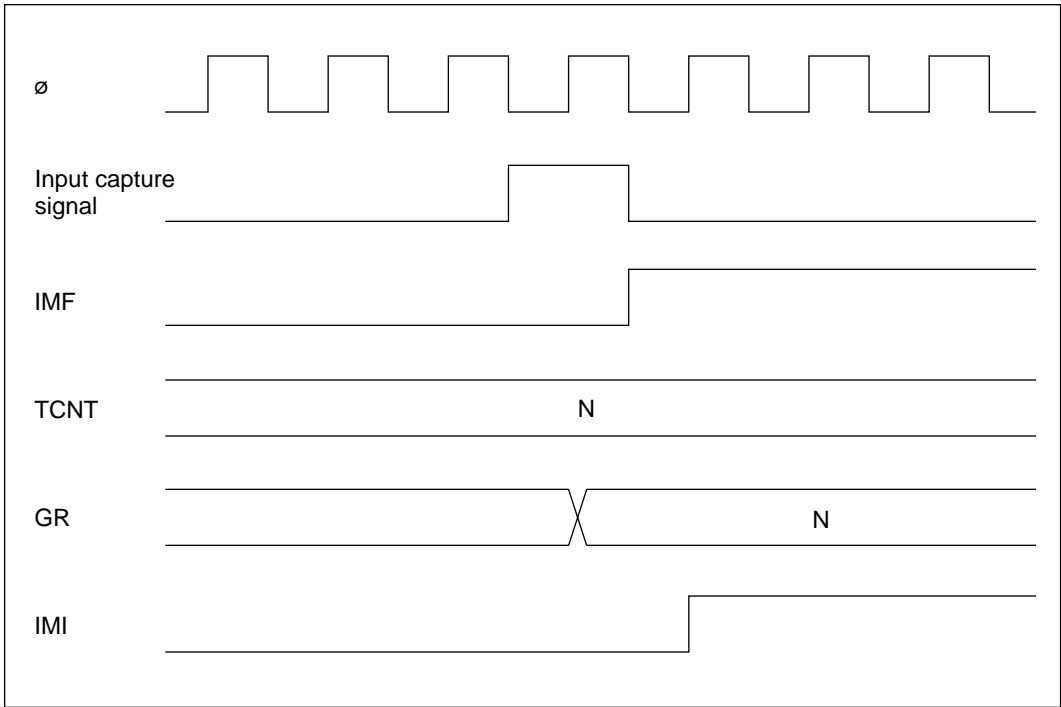 ø
Input capture
signal
IMF
TCNT
N
GR
N
IMI